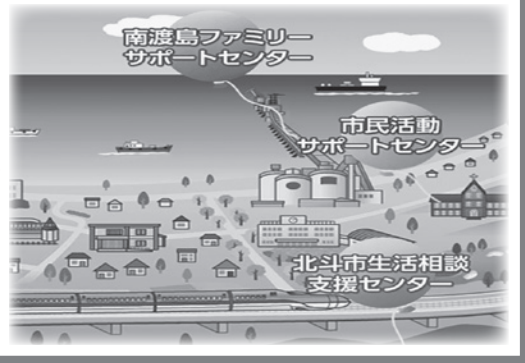 南渡島ファミリー
サポートセンター
市民活動
サポートセンター
北斗市生活相談
支援センター